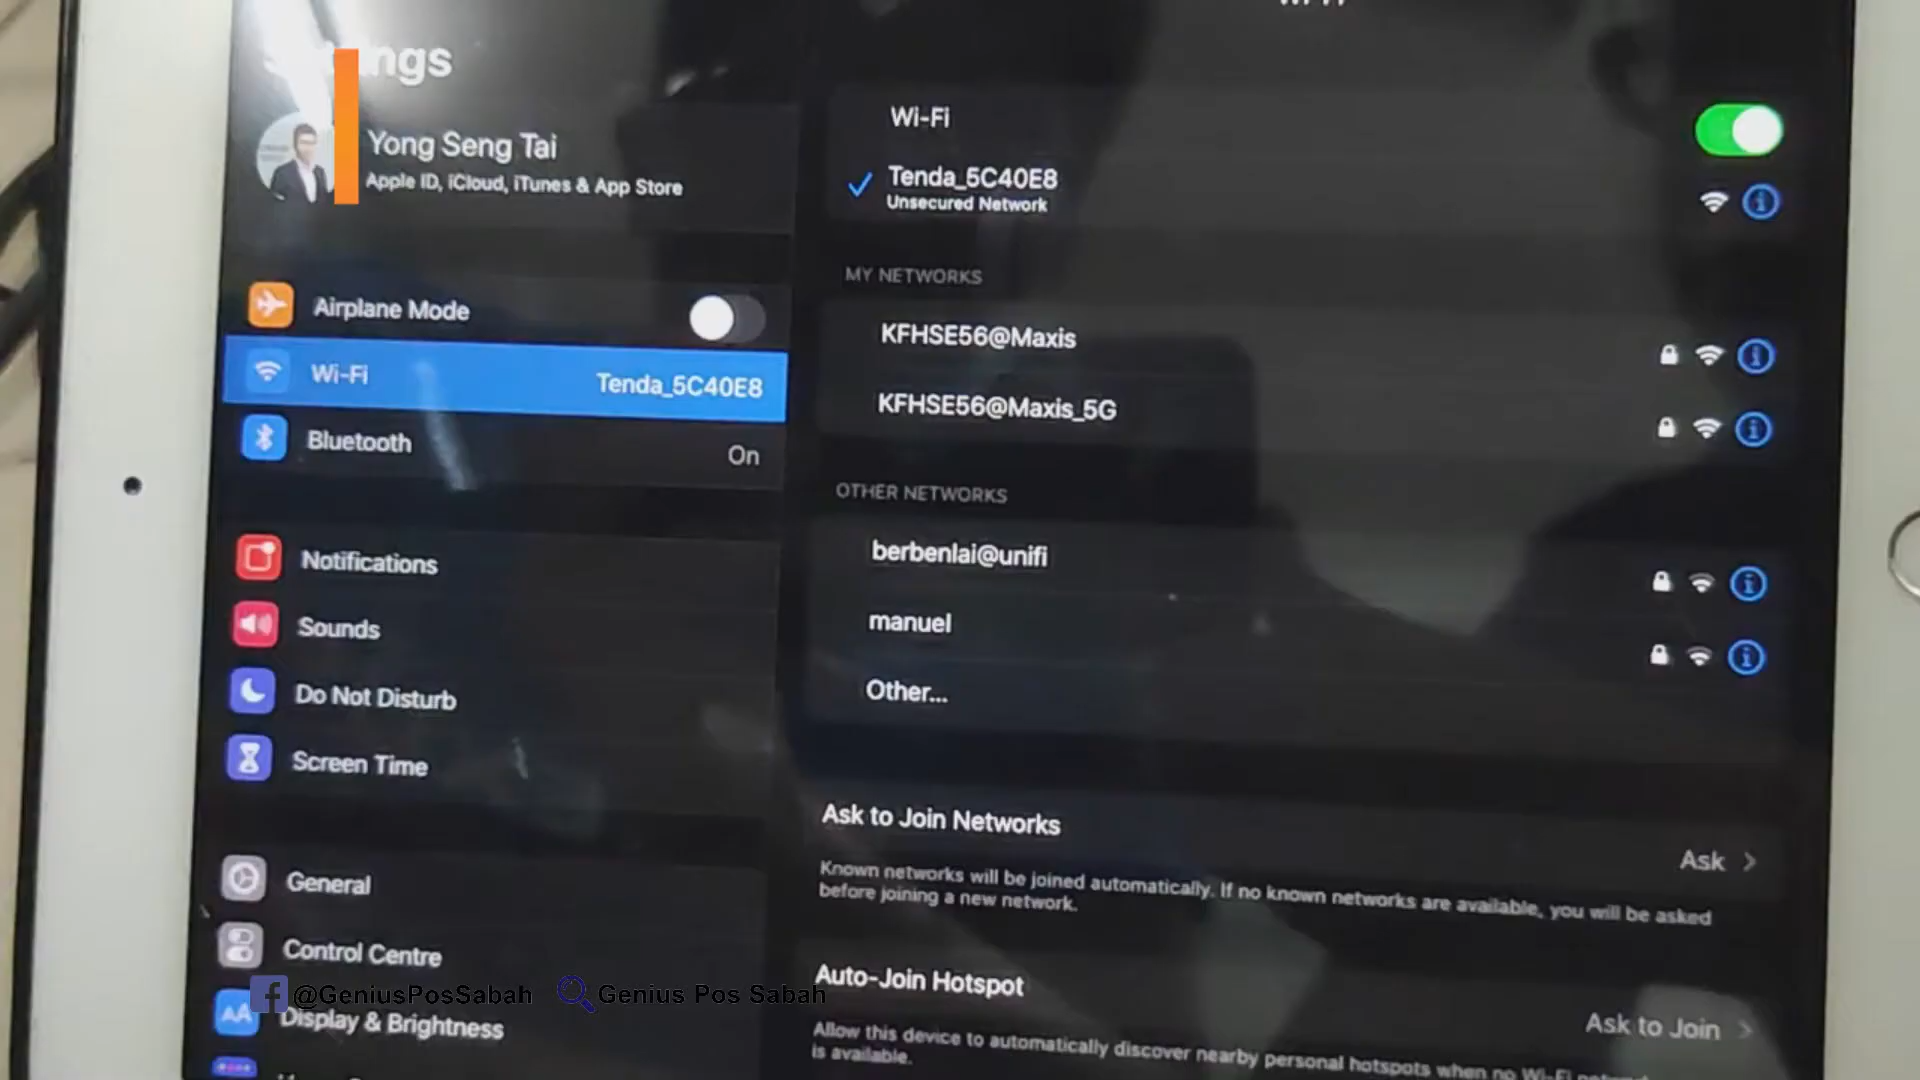 Wi-Fi
Yong Seng Tai
Apple ID, iCloud, iTunes & App Store
Airplane Mode
Wi-Fi
Tenda_5C40E8
Bluetooth
On
Notifications
Sounds
Do Not Disturb
Screen Time
General
Control Centre
Display & Brightness
Wi-Fi
Tenda_5C40E8
Unsecured Network
MY NETWORKS
KFHSE56@Maxis
KFHSE56@Maxis_5G
OTHER NETWORKS
berbenlai@unifi
manuel
Other...
Ask to Join Networks
Ask
Known networks will be joined automatically. If no known networks are available, you will be asked
before joining a new network.
Auto-Join Hotspot
Ask to Join
Allow this device to automatically discover nearby personal hotspots when no Wi-Fi
is available.
@GeniusPosSabah
Genius Pos Sabah